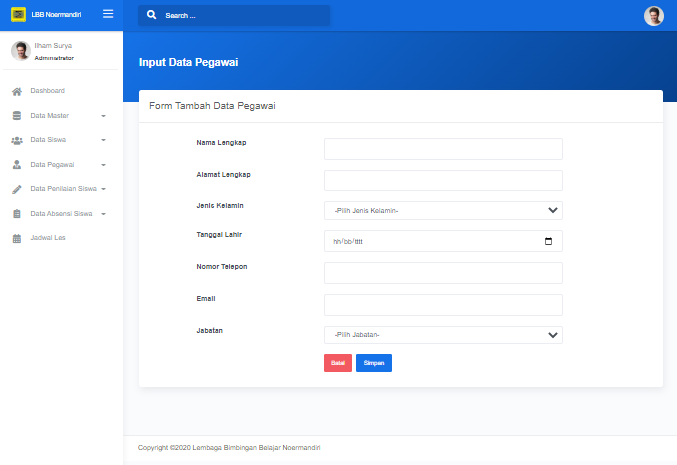 LBB Noermandiri
Search ...
Ilham Surya
Administrator
Input Data Pegawai
Dashboard
Data Master
Data Siswa
Data Pegawai
Data Penilaian Siswa
Data Absensi Siswa
Jadwal Les
Form Tambah Data Pegawai
Nama Lengkap
Alamat Lengkap
Jenis Kelamin
-Pilih Jenis Kelamin-
Tanggal Lahir
hh/bb/tttt
Nomor Telepon
Email
Jabatan
-Pilih Jabatan-
Batal Simpan
Copyright ©2020 Lembaga Bimbingan Belajar Noermandiri